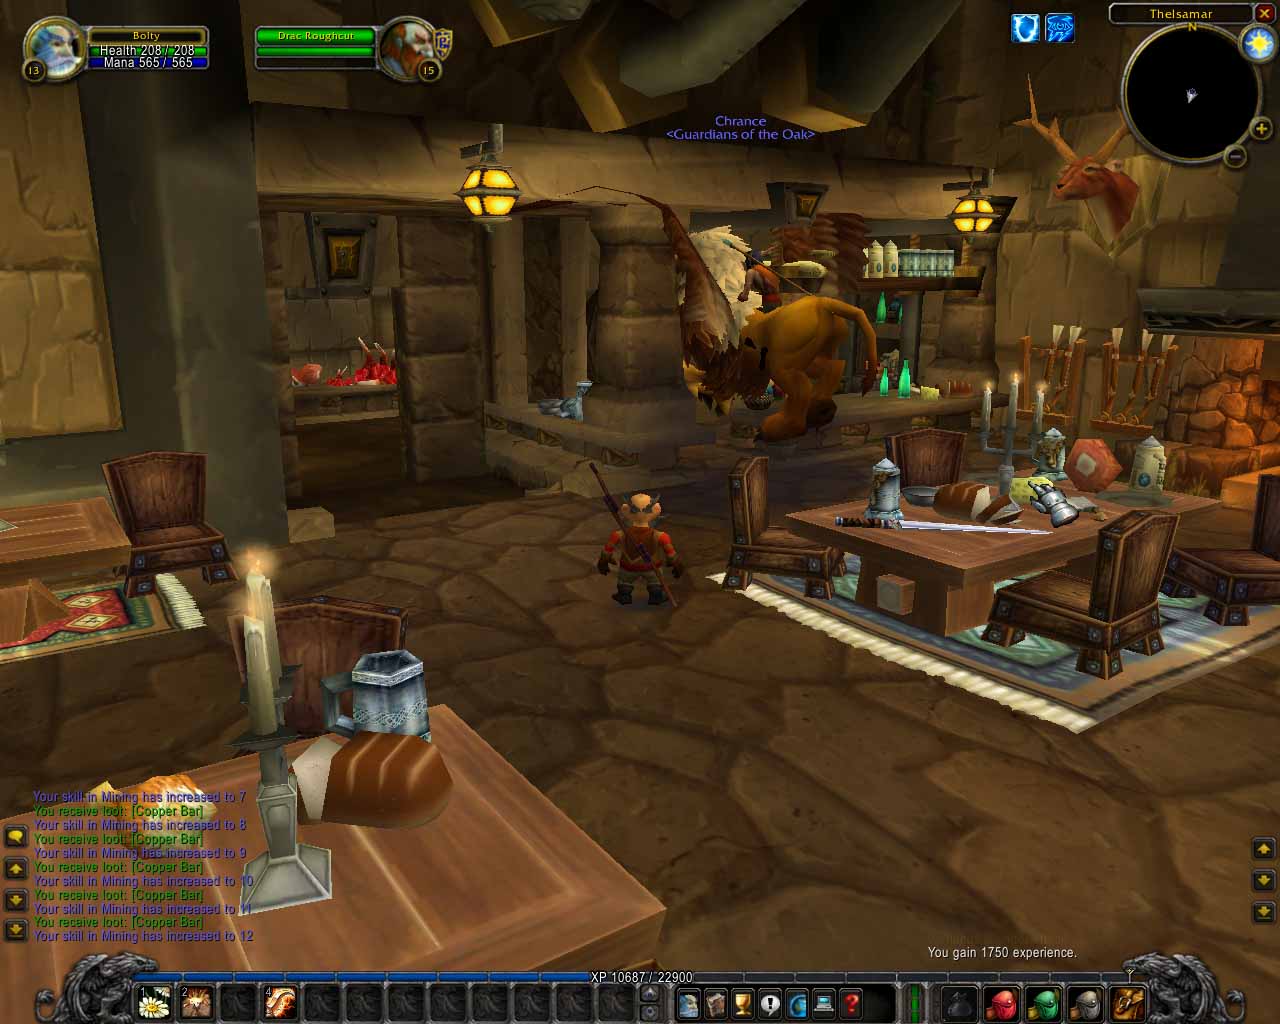 Bolty
Health 208 / 208
Mana 565 / 565
13
Drac Roughcut
15
Thelsamar
N
Chrance
<Guardians of the Oak>
Your skill in Mining has increased to 7
You receive loot: [Copper Bar]
Your skill in Mining has increased to 8
You receive loot: [Copper Bar]
Your skill in Mining has increased to 9
You receive loot: [Copper Bar]
Your skill in Mining has increased to 10
You receive loot: [Copper Bar]
Your skill in Mining has increased to 11
You receive loot: [Copper Bar]
Your skill in Mining has increased to 12
You gain 1750 experience.
XP 10687 / 22900
1
2
4